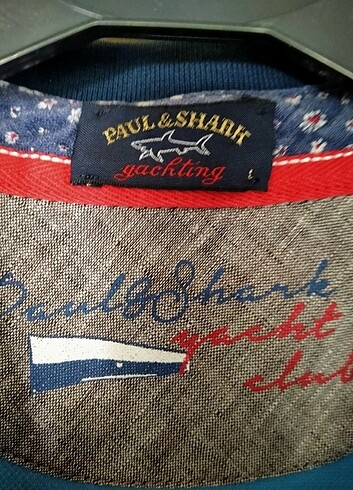 PAUL & SHARK
yachting
L
Paul & Shark
yacht
club